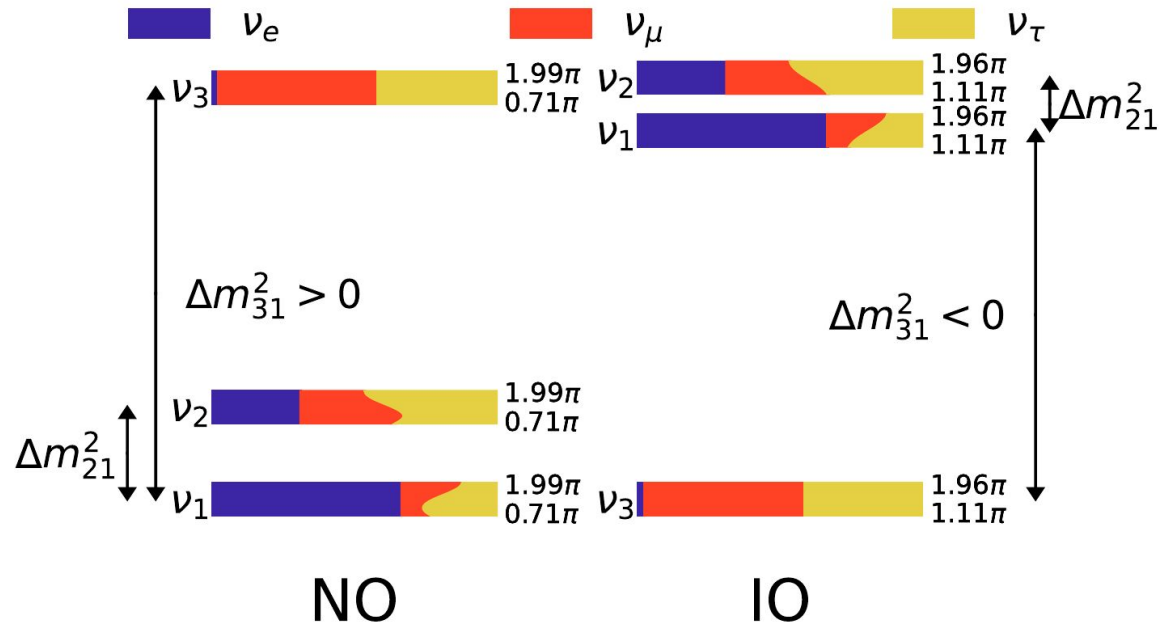 νe νμ ντ
ν3 1.99π
0.71π
ν2 1.96π
1.11π
ν1 1.96π
1.11π
Δm²21
Δm²31 > 0
Δm²31 < 0
ν2 1.99π
0.71π
Δm²21
ν1 1.99π
0.71π
ν3 1.96π
1.11π
NO IO